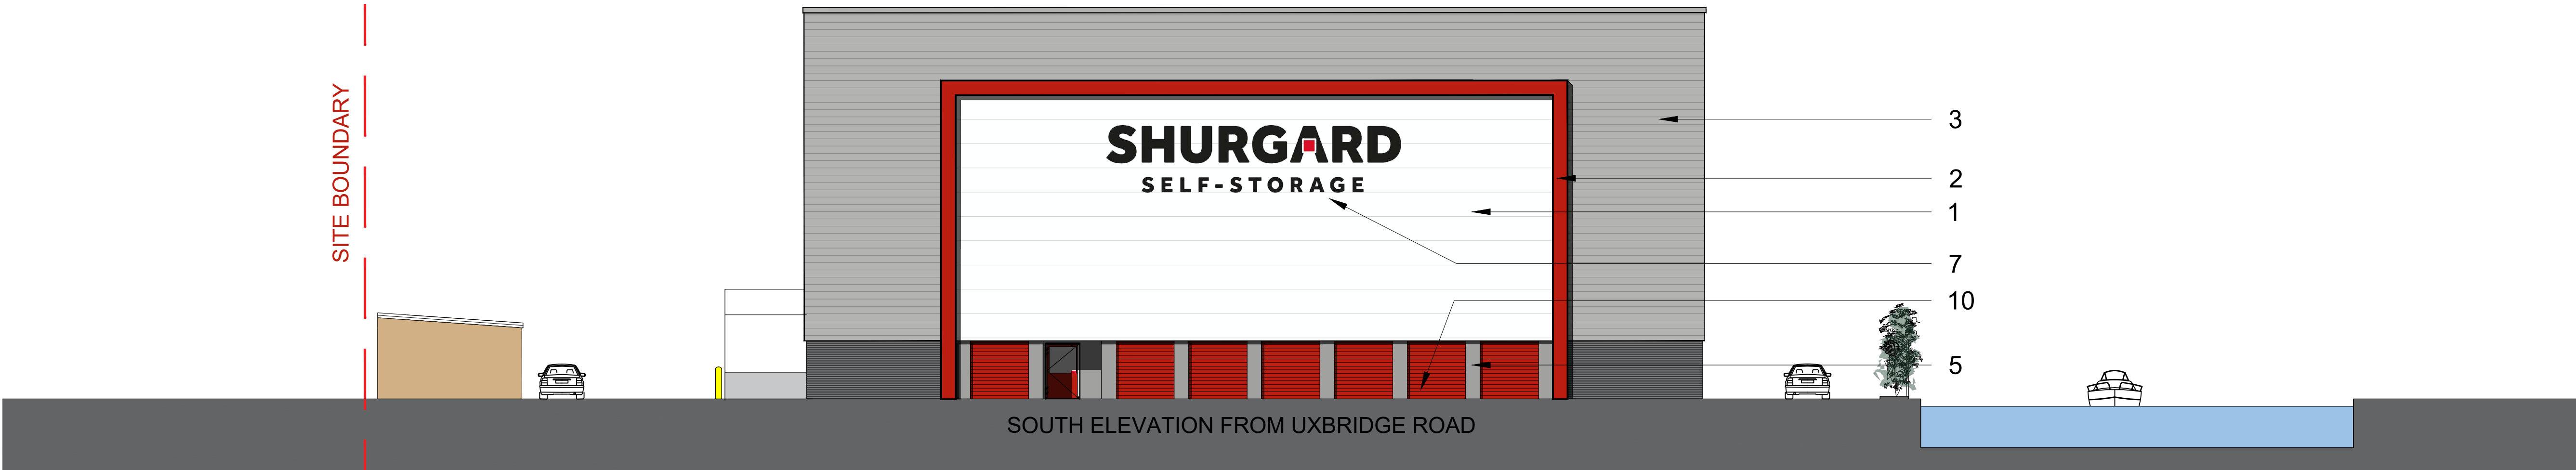 SITE BOUNDARY
SHURGARD
SELF-STORAGE
3
2
1
7
10
5
SOUTH ELEVATION FROM UXBRIDGE ROAD